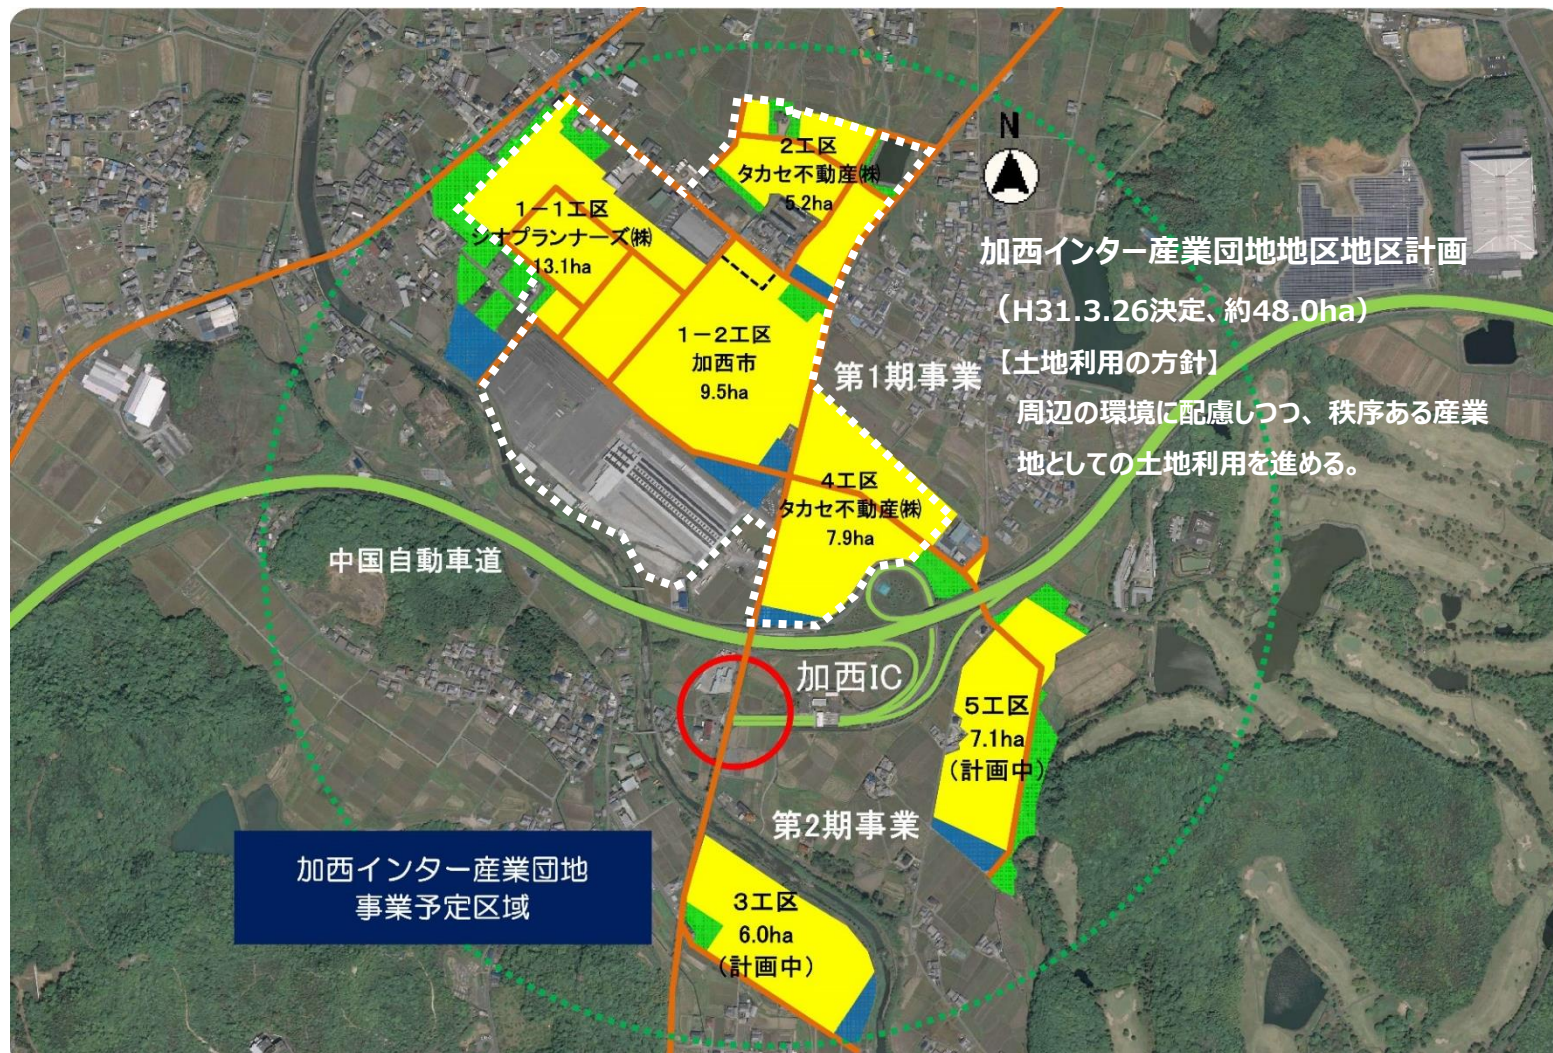 N
2工区
タカセ不動産㈱
5.2ha
1－1工区
シナプランナーズ㈱
13.1ha
加西インター産業団地地区地区計画
（H31.3.26決定、約48.0ha）
【土地利用の方針】
周辺の環境に配慮しつつ、秩序ある産業
地としての土地利用を進める。
1－2工区
加西市
9.5ha
第1期事業
4工区
タカセ不動産㈱
7.9ha
中国自動車道
加西IC
5工区
7.1ha
（計画中）
第2期事業
加西インター産業団地
事業予定区域
3工区
6.0ha
（計画中）